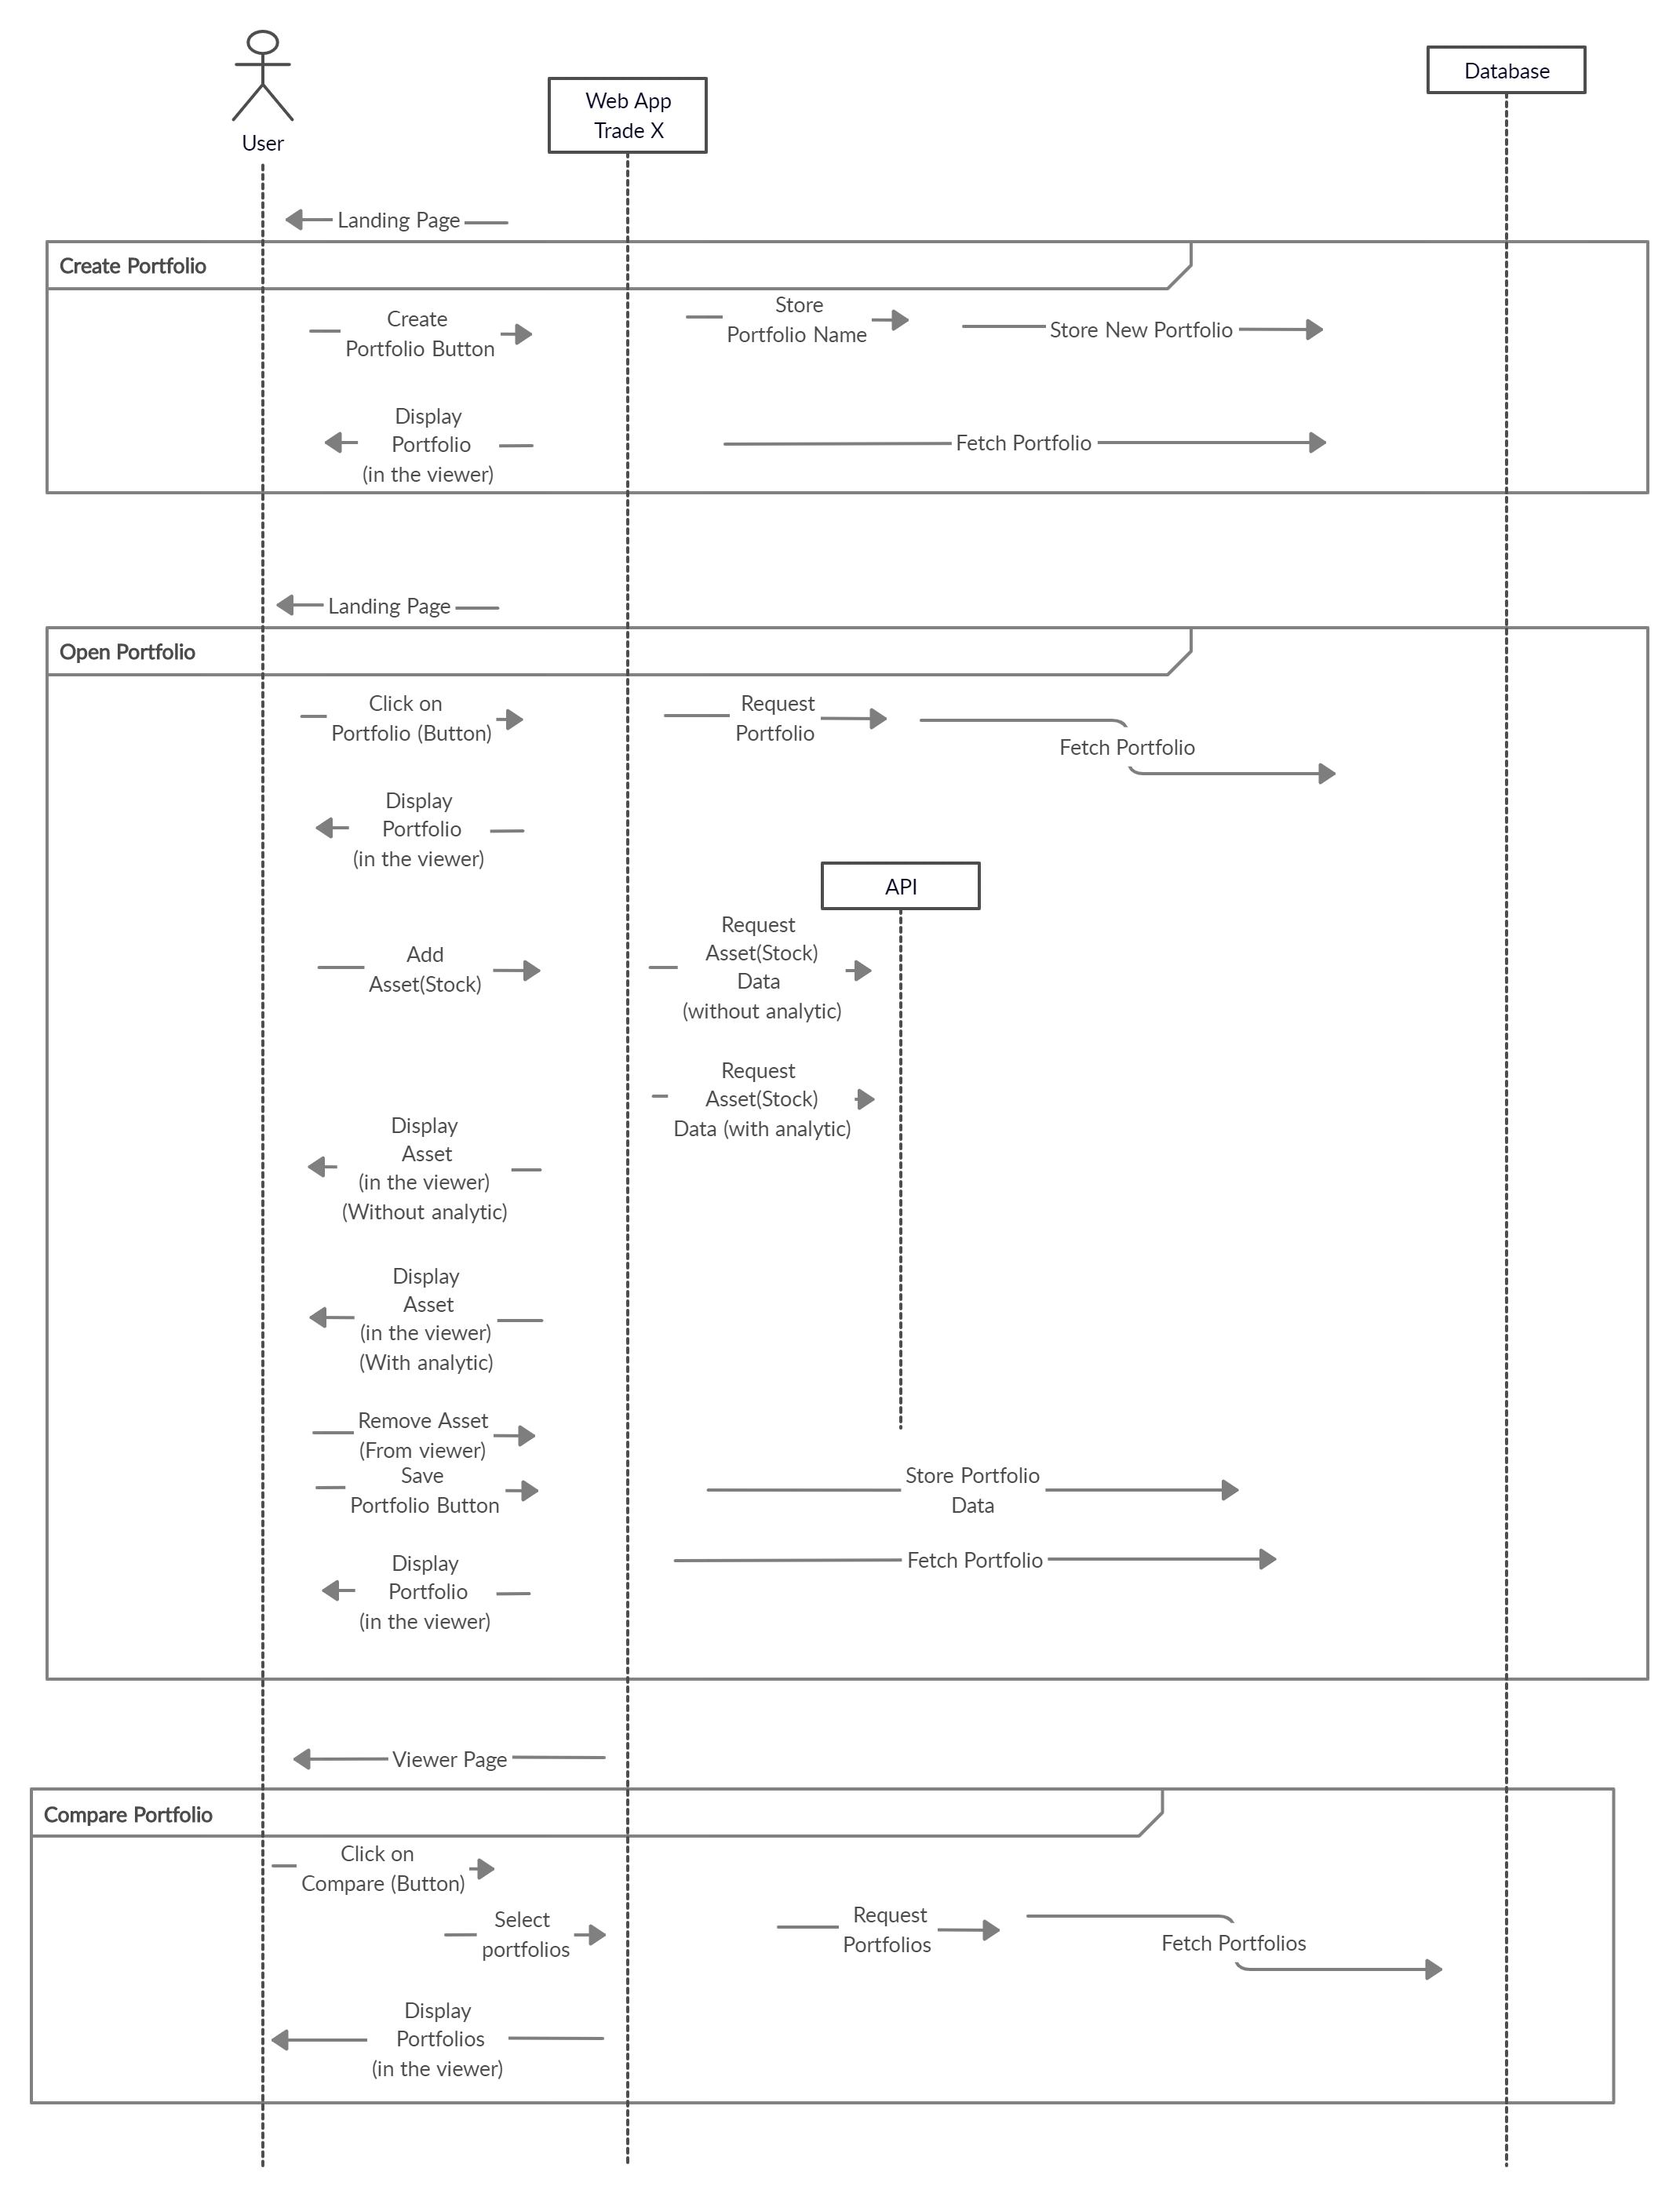 User
Web App
Trade X
Database
Landing Page
Create Portfolio
Create
Portfolio Button
Store
Portfolio Name
Store New Portfolio
Display
Portfolio
(in the viewer)
Fetch Portfolio
Landing Page
Open Portfolio
Click on
Portfolio (Button)
Request
Portfolio
Fetch Portfolio
Display
Portfolio
(in the viewer)
API
Add
Asset(Stock)
Request
Asset(Stock)
Data
(without analytic)
Request
Asset(Stock)
Data (with analytic)
Display
Asset
(in the viewer)
(Without analytic)
Display
Asset
(in the viewer)
(With analytic)
Remove Asset
(From viewer)
Save
Portfolio Button
Store Portfolio
Data
Fetch Portfolio
Display
Portfolio
(in the viewer)
Viewer Page
Compare Portfolio
Click on
Compare (Button)
Select
portfolios
Request
Portfolios
Fetch Portfolios
Display
Portfolios
(in the viewer)